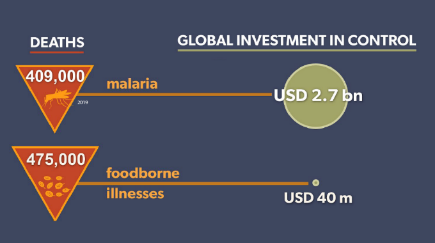 DEATHS
GLOBAL INVESTMENT IN CONTROL
409,000
malaria
2019
USD 2.7 bn
475,000
foodborne
illnesses
USD 40 m